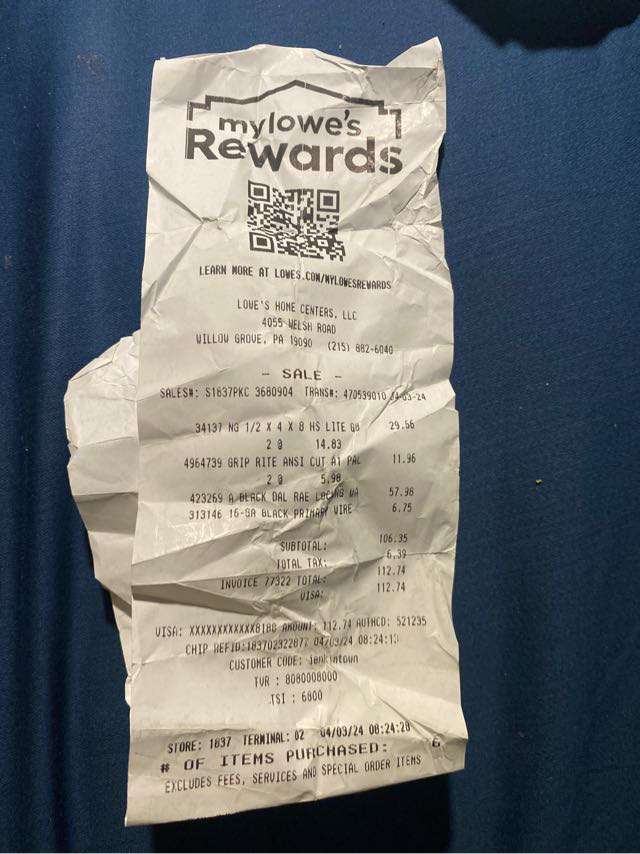 mylowe's
Rewards
LEARN MORE AT LOWES.COM/MYLOWESREWARDS
LOWE'S HOME CENTERS, LLC
4055 WELSH ROAD
WILLOW GROVE, PA 19090 (215) 882-6040
- SALE -
SALES#: S1837PKC 3680904 TRANS#: 470539010 04-03-24
34137 NG 1/2 X 4 X 8 HS LITE GB 29.66
2 @ 14.83
4964739 GRIP RITE ANSI CUT A1 PAL 11.96
2 @ 5.98
423269 A BLACK DAL RAE LOCNG WA 57.98
313146 16-GA BLACK PRIMARY WIRE 6.75
SUBTOTAL: 106.35
TOTAL TAX: 6.39
INVOICE 77322 TOTAL: 112.74
VISA: 112.74
VISA: XXXXXXXXXXXX8188 AMOUNT: 112.74 AUTHCD: 521235
CHIP REFID:183702322077 04/03/24
CUSTOMER CODE: jenkintown
TVR : 8080008000
TSI : 6800
STORE: 1837 TERMINAL: 02 04/03/24 08:24:20
# OF ITEMS PURCHASED: 6
EXCLUDES FEES, SERVICES AND SPECIAL ORDER ITEMS